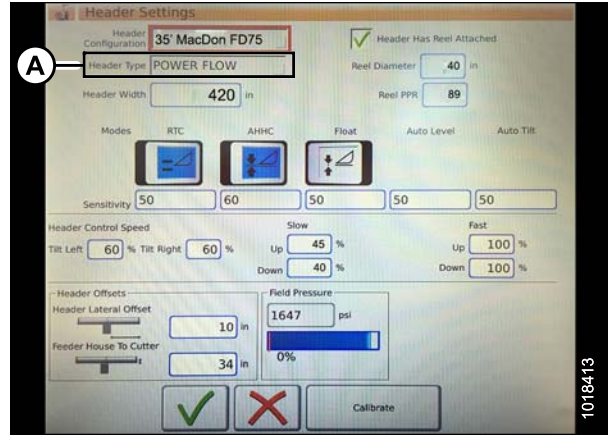 Header Settings
Header Configuration 35' MacDon FD75
Header Has Reel Attached
A
Header Type POWER FLOW
Reel Diameter 40 in
Header Width 420 in
Reel PPR 89
Modes RTC AHHC Float Auto Level Auto Tilt
Sensitivity 50 60 50 50 50
Header Control Speed Slow Fast
Tilt Left 60 % Tilt Right 60 % Up 45 % Up 100 %
Down 40 % Down 100 %
Header Offsets Field Pressure
Header Lateral Offset 1647 psi
10 in
Feeder House To Cutter 0%
34 in
Calibrate
1018413